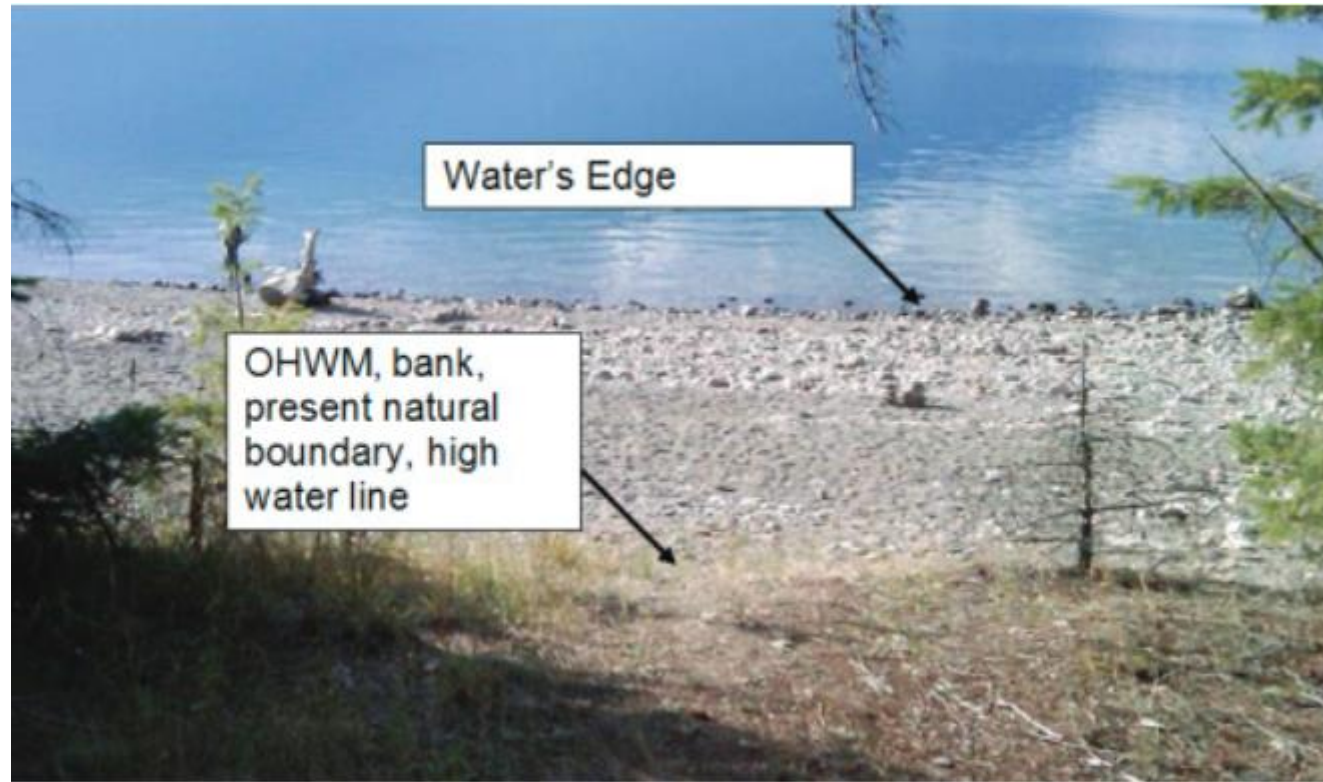 Water's Edge
OHWM, bank,
present natural
boundary, high
water line